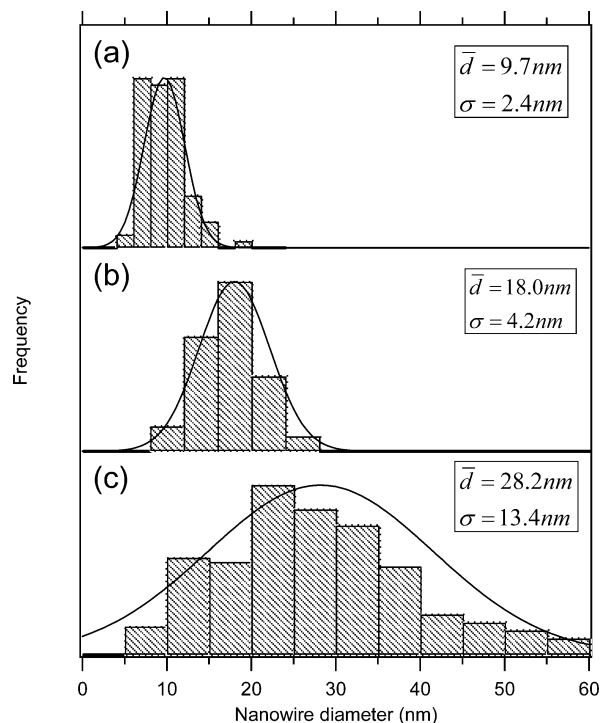 (a)
d̅ = 9.7nm
σ = 2.4nm
(b)
d̅ = 18.0nm
σ = 4.2nm
Frequency
(c)
d̅ = 28.2nm
σ = 13.4nm
0 10 20 30 40 50 60
Nanowire diameter (nm)